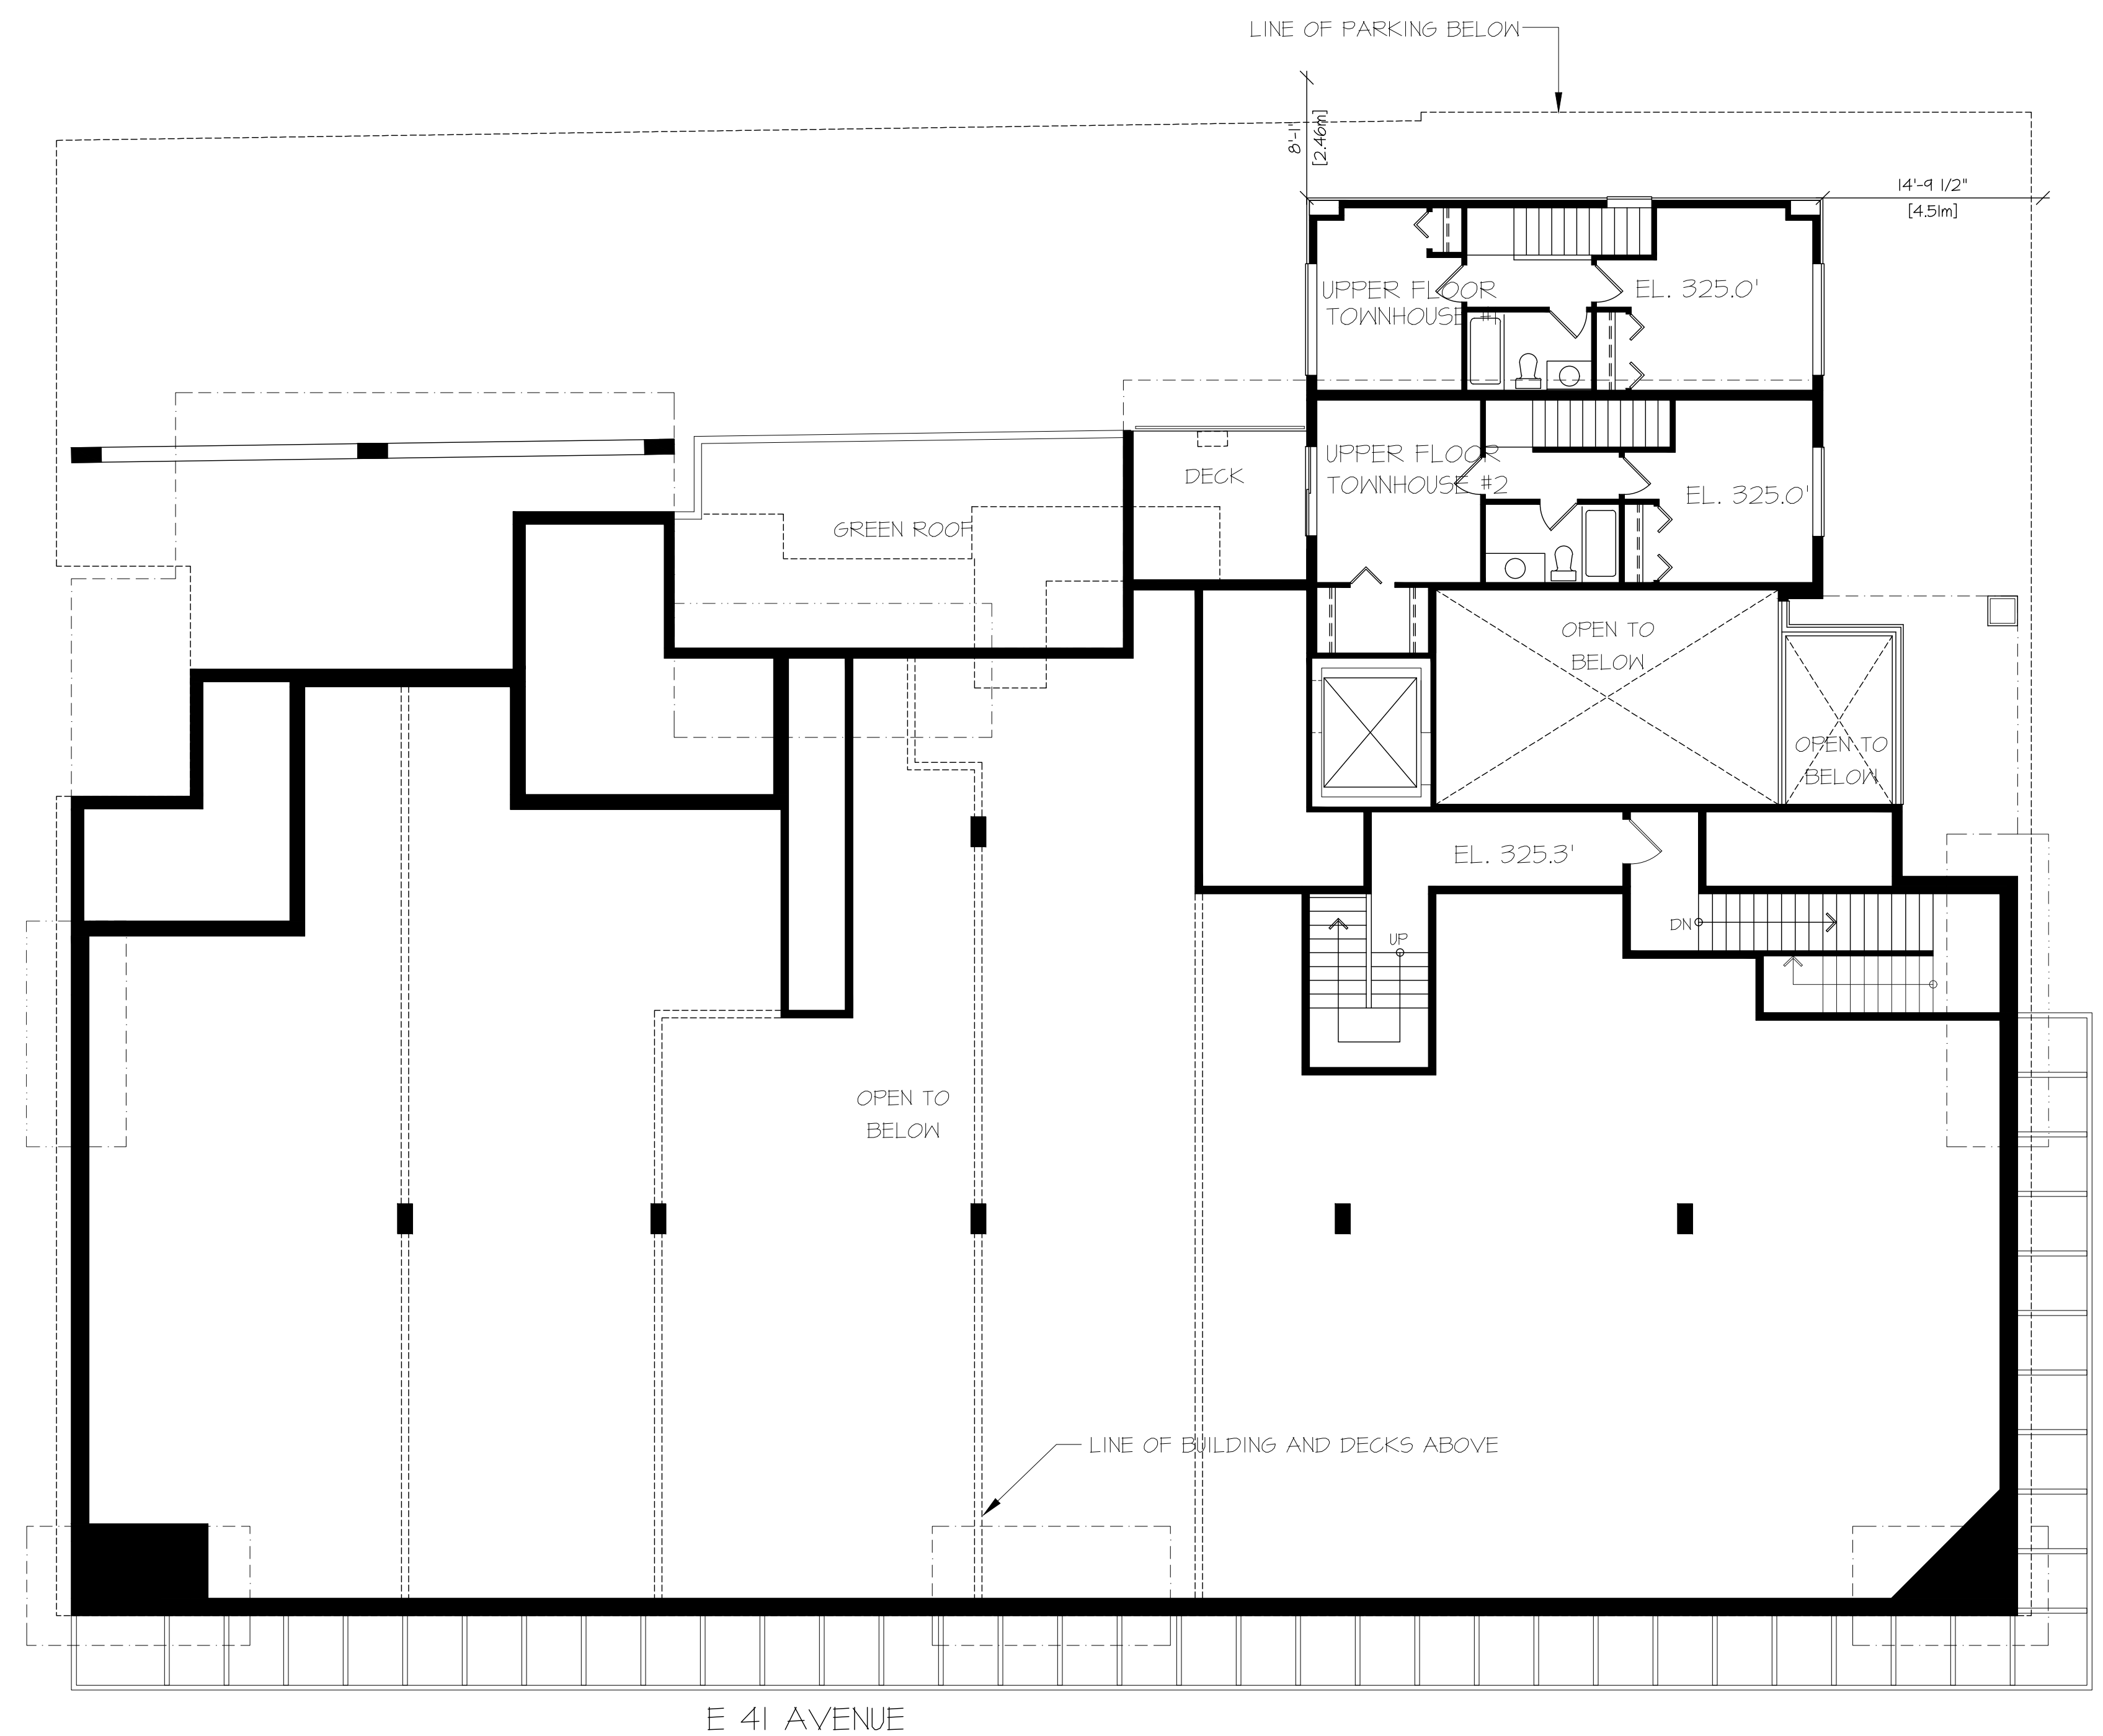 LINE OF PARKING BELOW
8'-1"
[2.46m]
14'-9 1/2"
[4.51m]
UPPER FLOOR
TOWNHOUSE #1
EL. 325.0'
UPPER FLOOR
TOWNHOUSE #2
EL. 325.0'
DECK
GREEN ROOF
OPEN TO
BELOW
OPEN TO
BELOW
EL. 325.3'
DN
UP
OPEN TO
BELOW
LINE OF BUILDING AND DECKS ABOVE
E 41 AVENUE